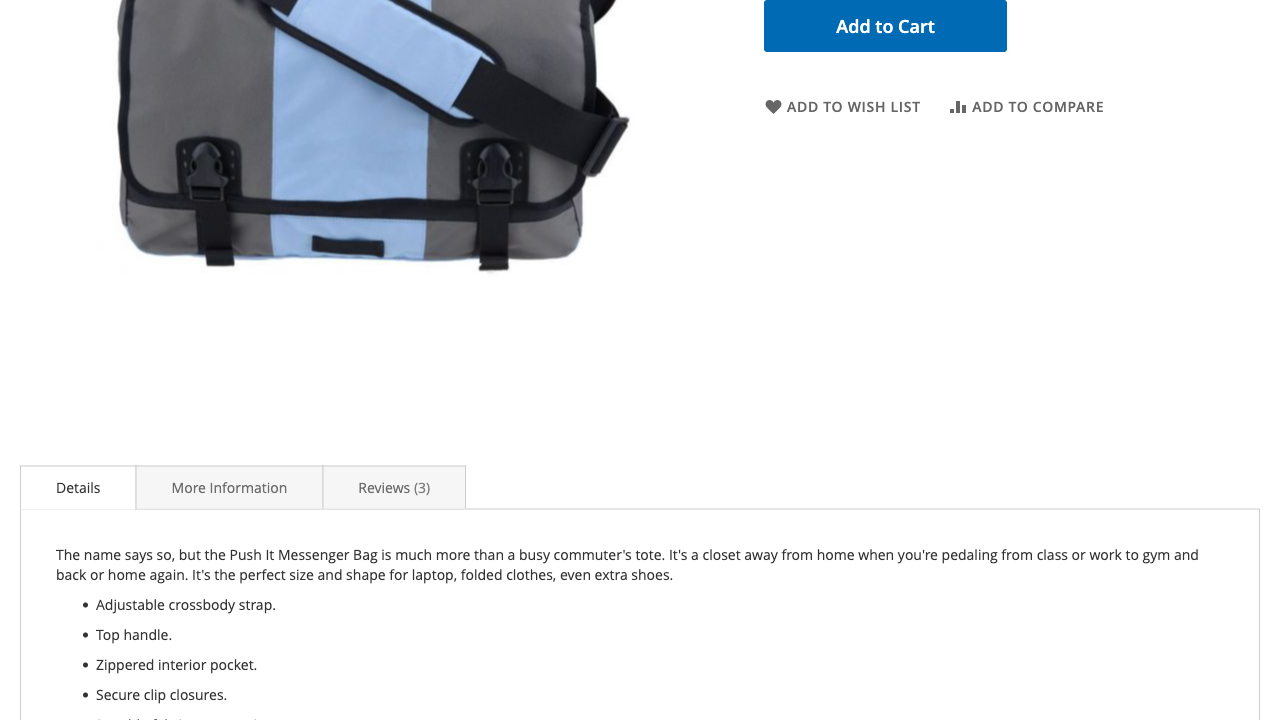 Add to Cart
ADD TO WISH LIST
ADD TO COMPARE
Details
More Information
Reviews (3)
The name says so, but the Push It Messenger Bag is much more than a busy commuter's tote. It's a closet away from home when you're pedaling from class or work to gym and
back or home again. It's the perfect size and shape for laptop, folded clothes, even extra shoes.
• Adjustable crossbody strap.
• Top handle.
• Zippered interior pocket.
• Secure clip closures.